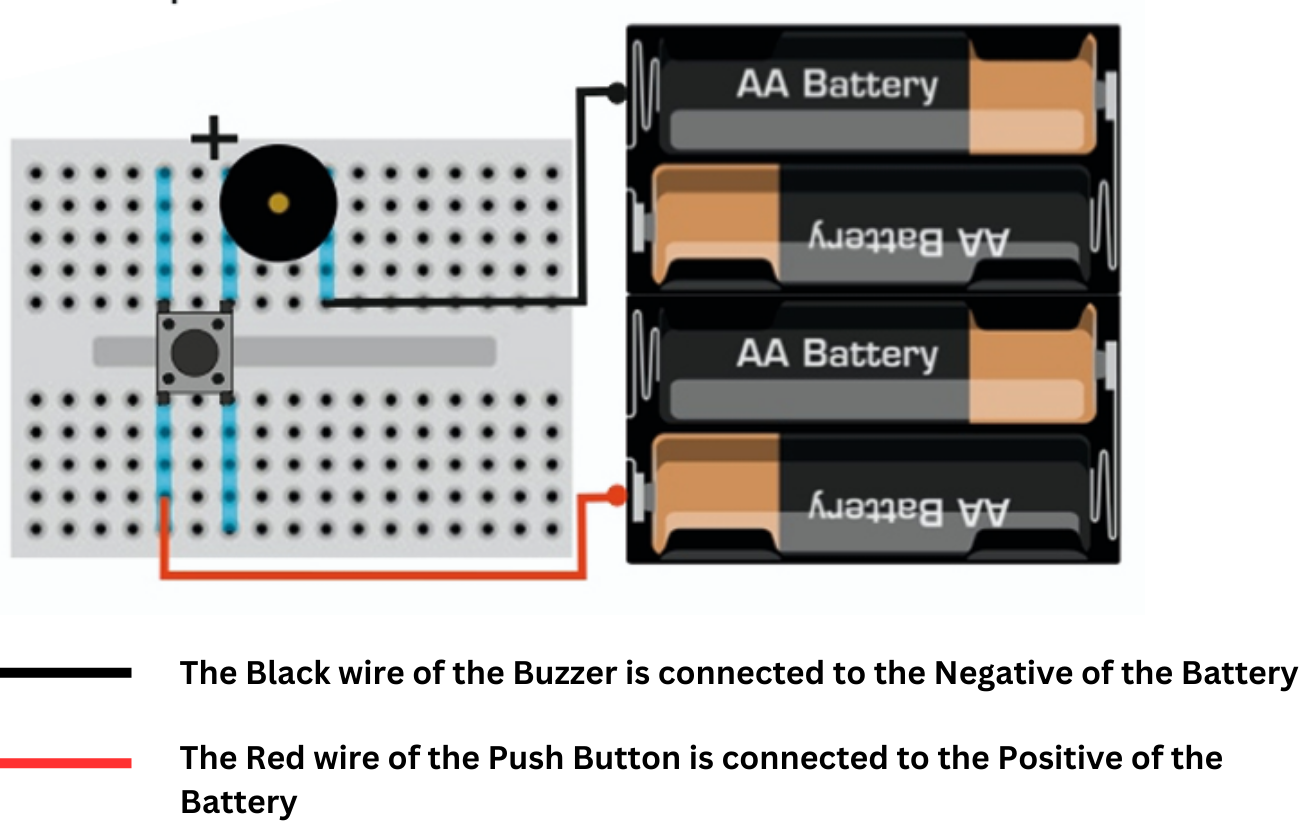 +
AA Battery
AA Battery
AA Battery
AA Battery
The Black wire of the Buzzer is connected to the Negative of the Battery
The Red wire of the Push Button is connected to the Positive of the
Battery